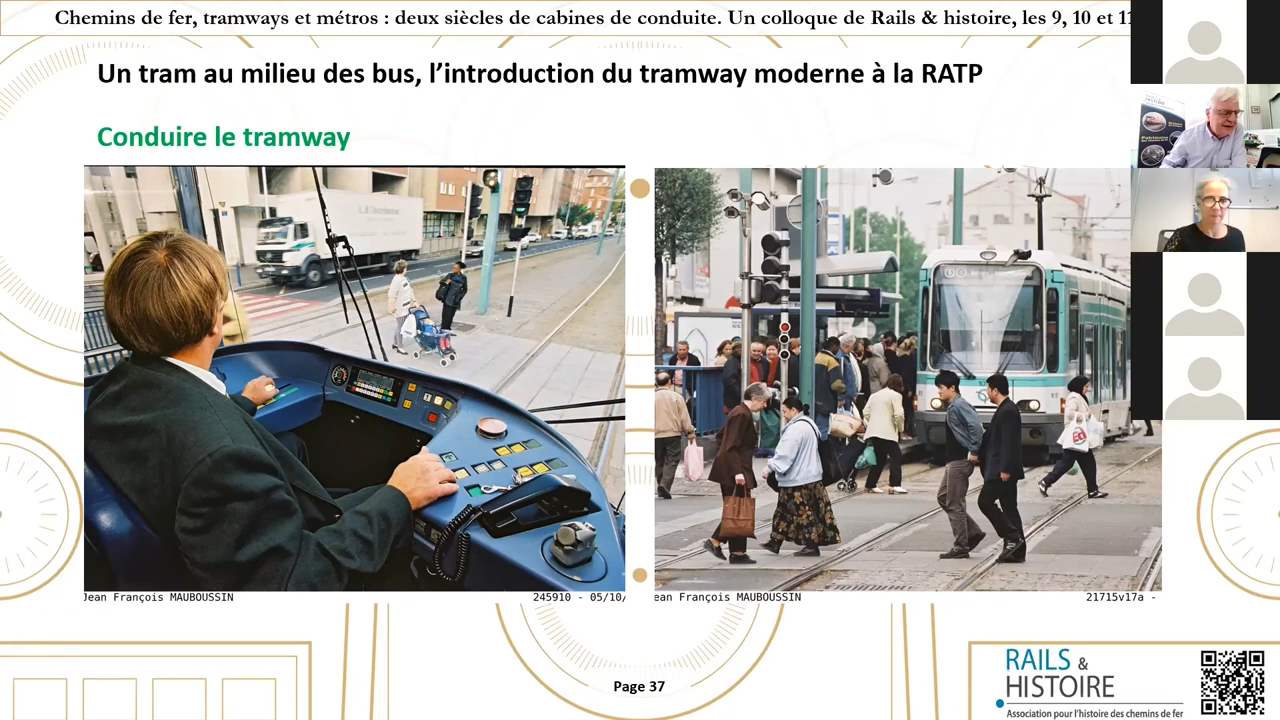 Chemins de fer, tramways et métros : deux siècles de cabines de conduite. Un colloque de Rails & histoire, les 9, 10 et 11
Un tram au milieu des bus, l'introduction du tramway moderne à la RATP
Conduire le tramway
Jean François MAUBOUSSIN
245910 - 05/10/
ean François MAUBOUSSIN
21715v17a -
Page 37
RAILS &
HISTOIRE
Association pour l'histoire des chemins de fer